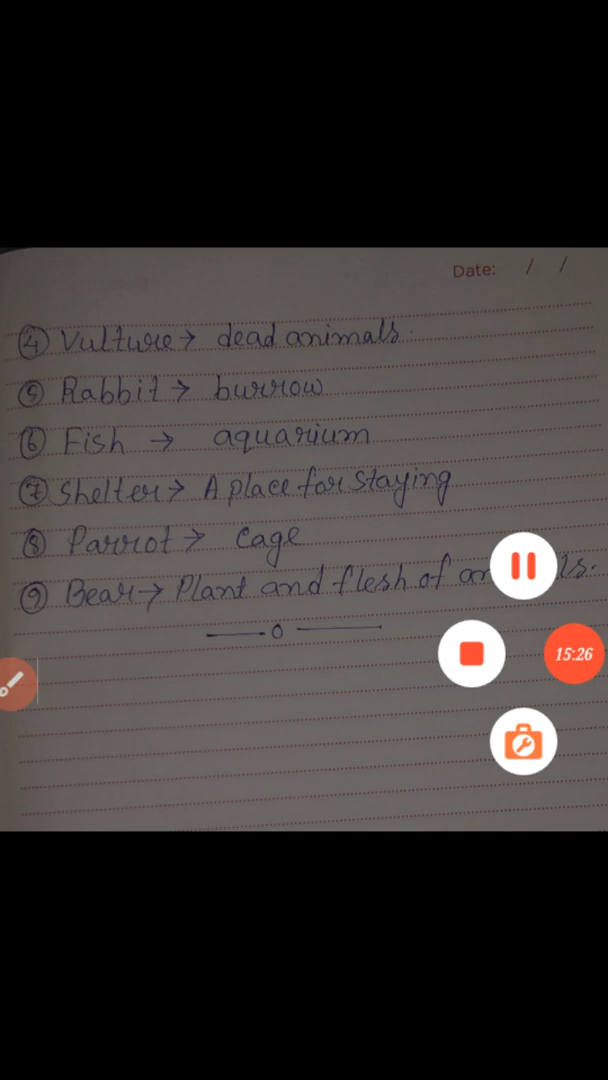 Date: / /
④ Vulture → dead animals.
⑤ Rabbit → burrow
⑥ Fish → aquarium
⑦ Shelter → A place for staying
⑧ Parrot → cage
⑨ Bear → Plant and flesh of
15:26